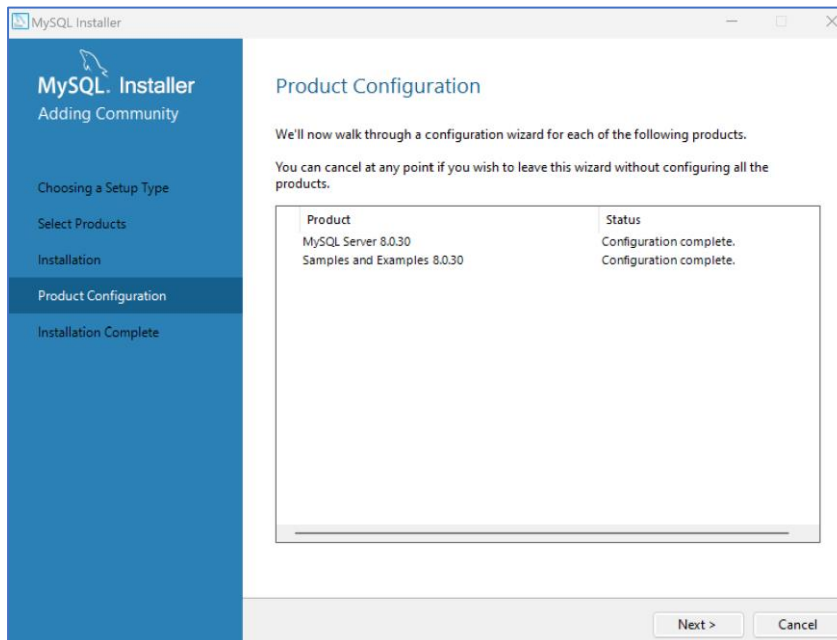 MySQL Installer
MySQL. Installer
Adding Community
Choosing a Setup Type
Select Products
Installation
Product Configuration
Installation Complete
Product Configuration
We'll now walk through a configuration wizard for each of the following products.
You can cancel at any point if you wish to leave this wizard without configuring all the
products.
Product Status
MySQL Server 8.0.30 Configuration complete.
Samples and Examples 8.0.30 Configuration complete.
Next > Cancel